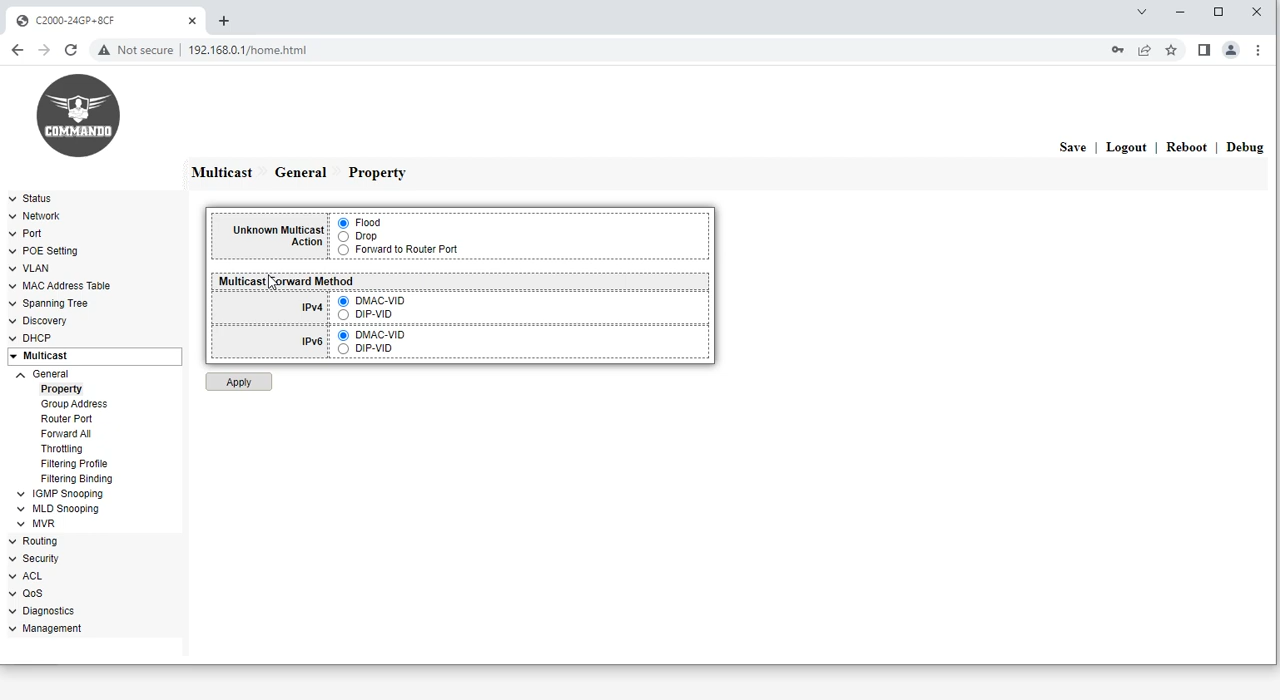 C2000-24GP+8CF
Not secure | 192.168.0.1/home.html
COMMANDO
Save | Logout | Reboot | Debug
Multicast General Property
Status
Network
Port
POE Setting
VLAN
MAC Address Table
Spanning Tree
Discovery
DHCP
Multicast
General
Property
Group Address
Router Port
Forward All
Throttling
Filtering Profile
Filtering Binding
IGMP Snooping
MLD Snooping
MVR
Routing
Security
ACL
QoS
Diagnostics
Management
Unknown Multicast
Action
Flood
Drop
Forward to Router Port
Multicast Forward Method
IPv4
DMAC-VID
DIP-VID
IPv6
DMAC-VID
DIP-VID
Apply